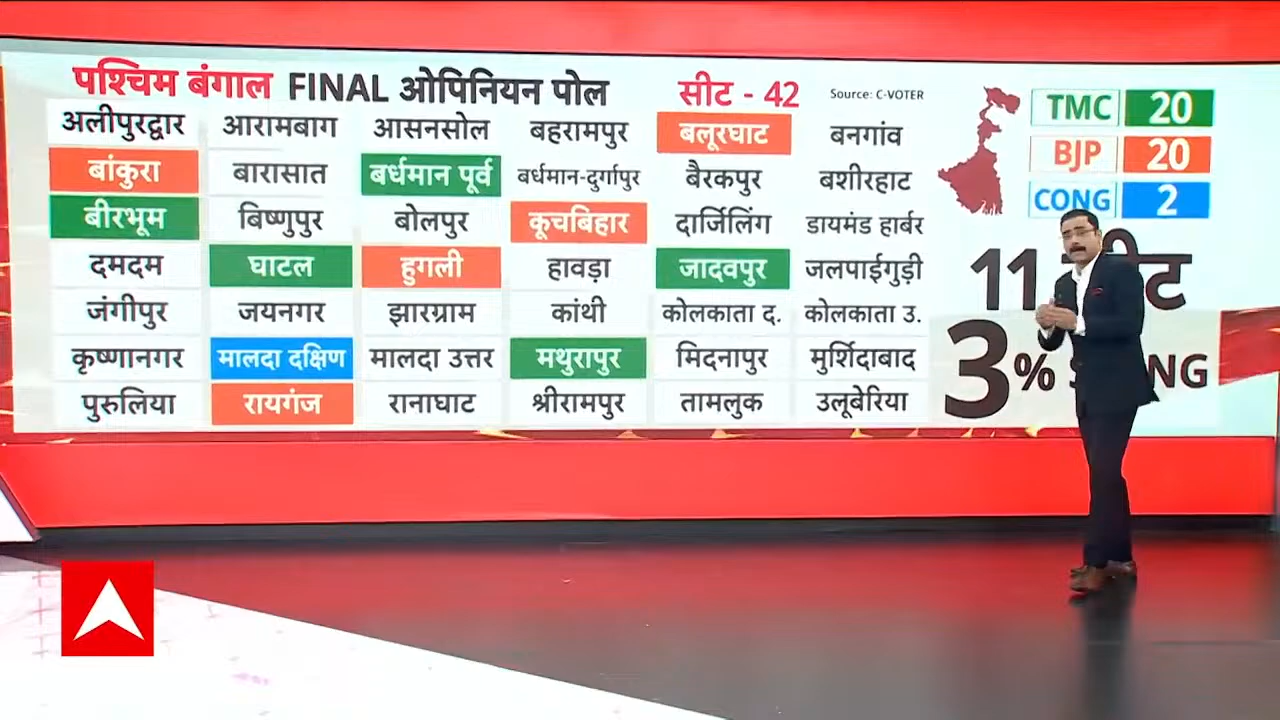 पश्चिम बंगाल FINAL ओपिनियन पोल सीट - 42 Source: C-VOTER
अलीपुरद्वार आरामबाग आसनसोल बहरामपुर बलूरघाट बनगांव
बांकुरा बारासात बर्धमान पूर्व बर्धमान-दुर्गापुर बैरकपुर बशीरहाट
बीरभूम बिष्णुपुर बोलपुर कूचबिहार दार्जिलिंग डायमंड हार्बर
दमदम घाटल हुगली हावड़ा जादवपुर जलपाईगुड़ी
जंगीपुर जयनगर झारग्राम कांथी कोलकाता द. कोलकाता उ.
कृष्णानगर मालदा दक्षिण मालदा उत्तर मथुरापुर मिदनापुर मुर्शिदाबाद
पुरुलिया रायगंज रानाघाट श्रीरामपुर तामलुक उलूबेरिया
TMC 20
BJP 20
CONG 2
11
3%